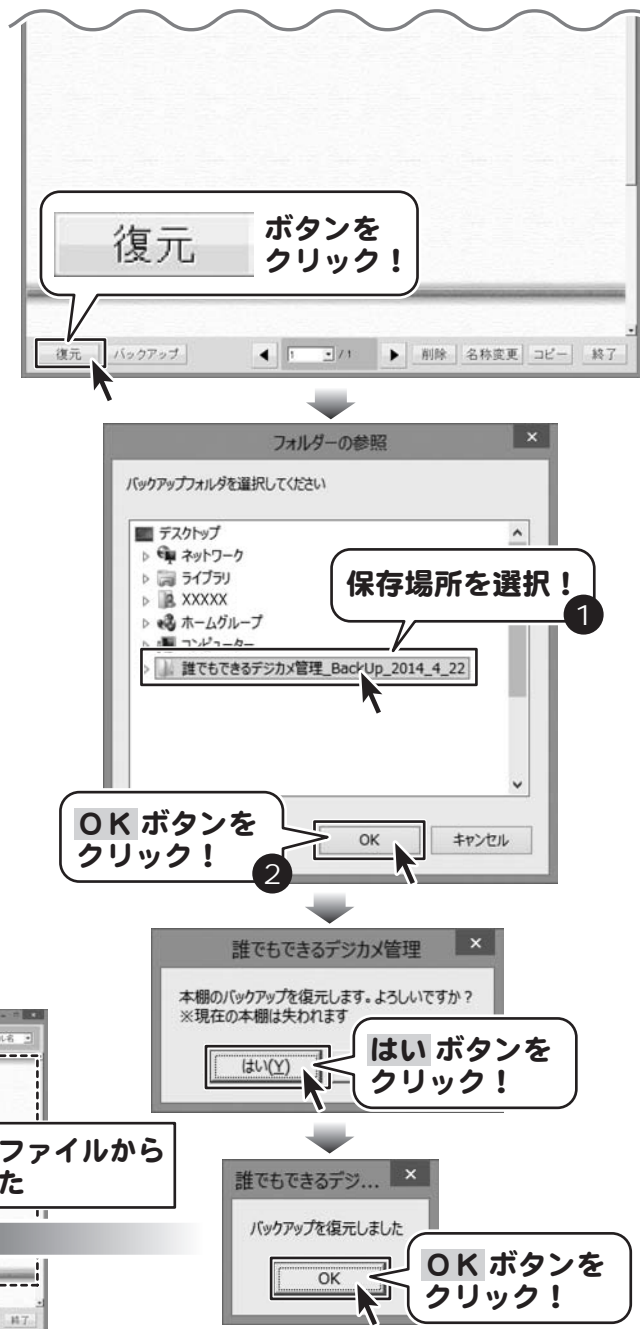 復元
ボタンを
クリック！
復元
バックアップ
1
/1
削除
名称変更
コピー
終了
フォルダーの参照
バックアップフォルダを選択してください
デスクトップ
ネットワーク
ライブラリ
XXXXX
ホームグループ
コンピューター
誰でもできるデジカメ管理_BackUp_2014_4_22
保存場所を選択！
1
OK ボタンを
クリック！
2
OK
キャンセル
誰でもできるデジカメ管理
本棚のバックアップを復元します。よろしいですか？
※現在の本棚は失われます
はい(Y)
はい ボタンを
クリック！
ファイルから
た
誰でもできるデジ...
バックアップを復元しました
OK
OK ボタンを
クリック！
終了